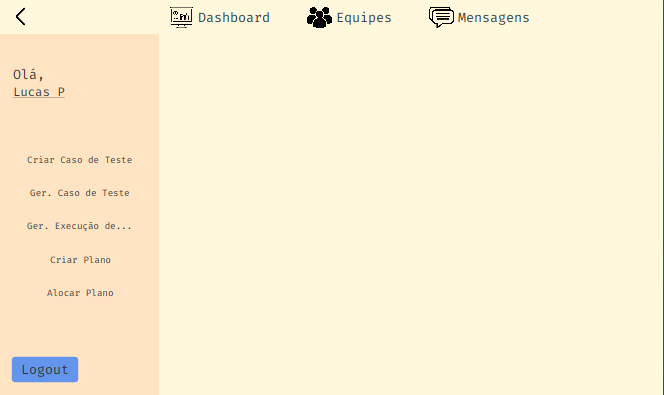 Dashboard
Equipes
Mensagens
Olá,
Lucas P
Criar Caso de Teste
Ger. Caso de Teste
Ger. Execução de...
Criar Plano
Alocar Plano
Logout